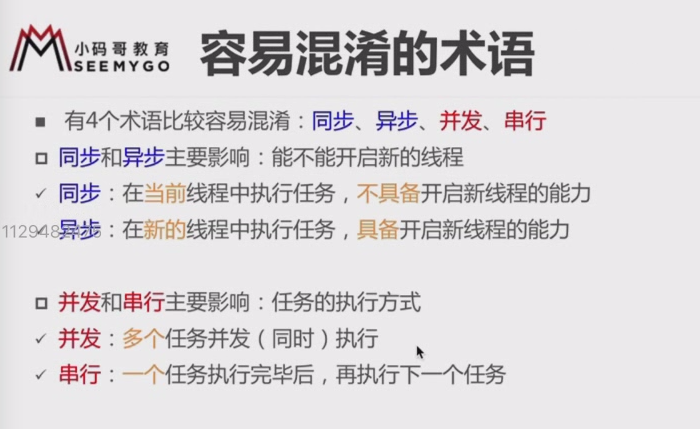 小码哥教育
SEEMYGO
容易混淆的术语
有4个术语比较容易混淆：同步、异步、并发、串行
同步和异步主要影响：能不能开启新的线程
同步：在当前线程中执行任务，不具备开启新线程的能力
异步：在新的线程中执行任务，具备开启新线程的能力
并发和串行主要影响：任务的执行方式
并发：多个任务并发（同时）执行
串行：一个任务执行完毕后，再执行下一个任务